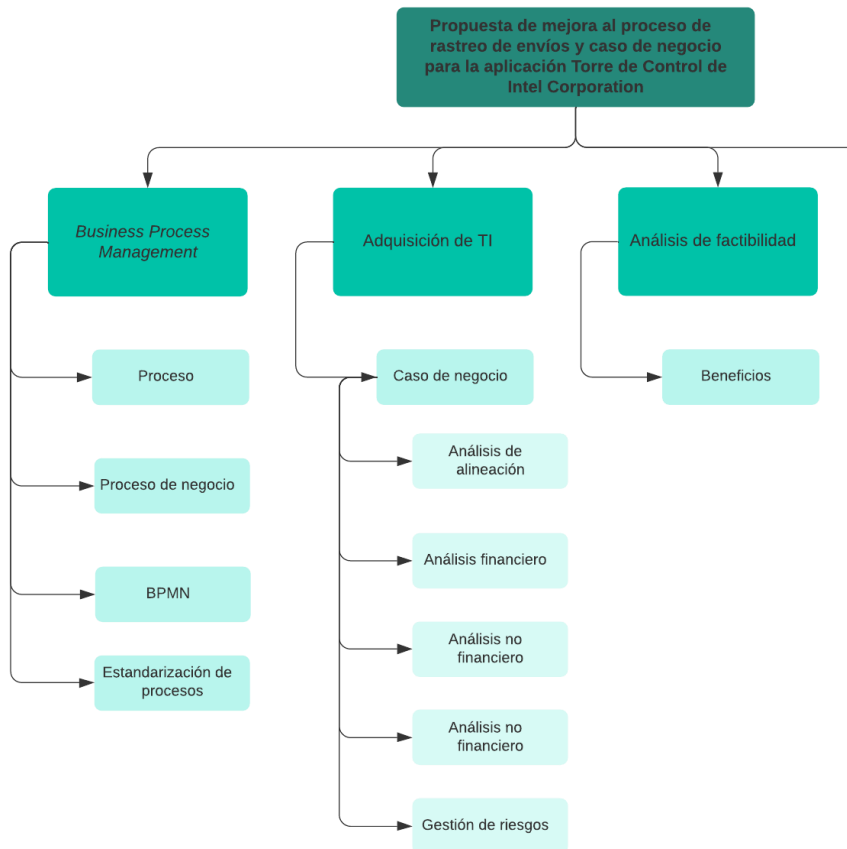 Propuesta de mejora al proceso de
rastreo de envíos y caso de negocio
para la aplicación Torre de Control de
Intel Corporation
Business Process
Management
Adquisición de TI
Análisis de factibilidad
Proceso
Proceso de negocio
BPMN
Estandarización de
procesos
Caso de negocio
Análisis de
alineación
Análisis financiero
Análisis no
financiero
Análisis no
financiero
Gestión de riesgos
Beneficios